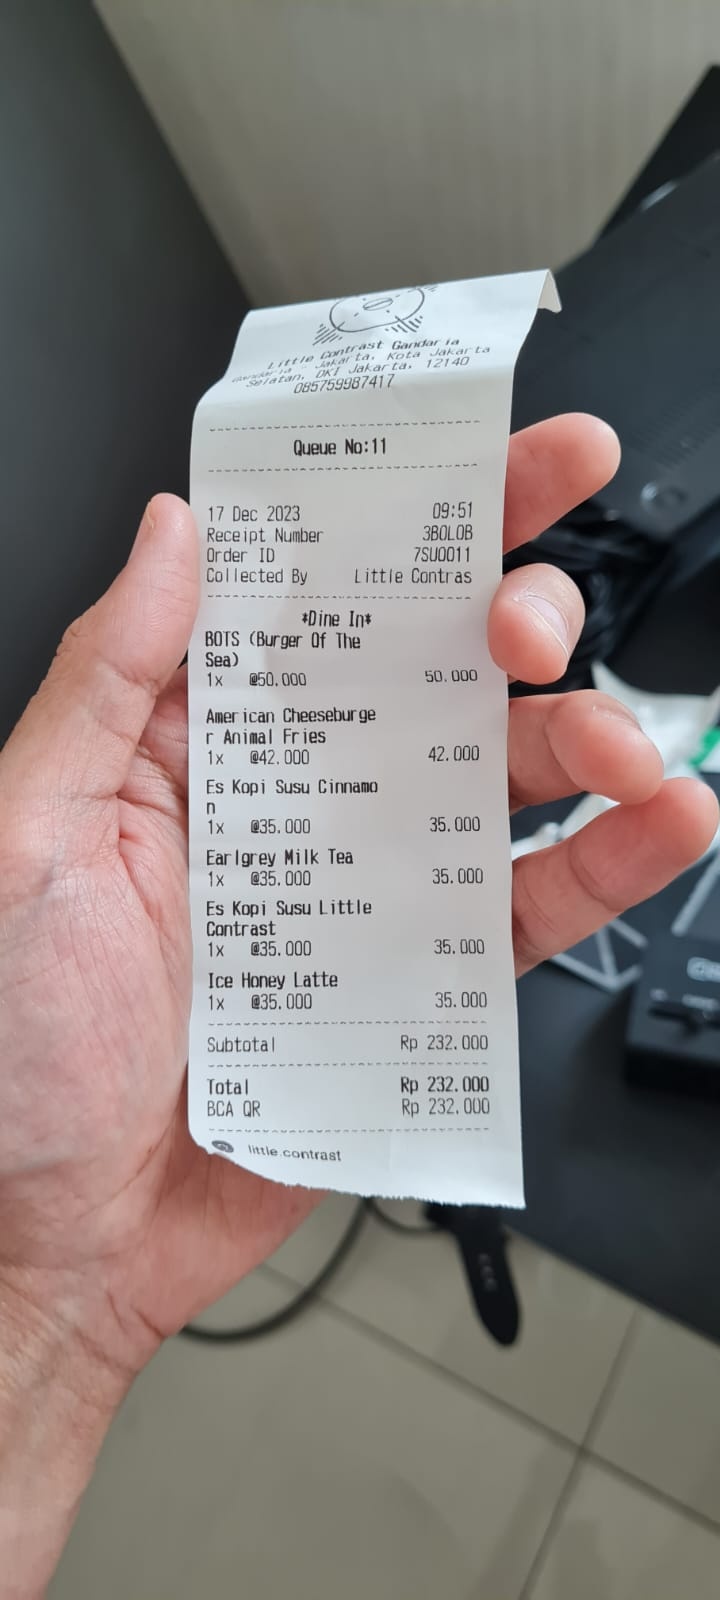 Little Contrast Gandaria
Gandaria - Jakarta, Kota Jakarta
Selatan, DKI Jakarta, 12140
085759987417
Queue No:11
17 Dec 2023 09:51
Receipt Number 3BOLOB
Order ID 7SU0011
Collected By Little Contras
*Dine In*
BOTS (Burger Of The
Sea)
1x @50.000 50.000
American Cheeseburge
r Animal Fries
1x @42.000 42.000
Es Kopi Susu Cinnamo
n
1x @35.000 35.000
Earlgrey Milk Tea
1x @35.000 35.000
Es Kopi Susu Little
Contrast
1x @35.000 35.000
Ice Honey Latte
1x @35.000 35.000
Subtotal Rp 232.000
Total Rp 232.000
BCA QR Rp 232.000
little.contrast